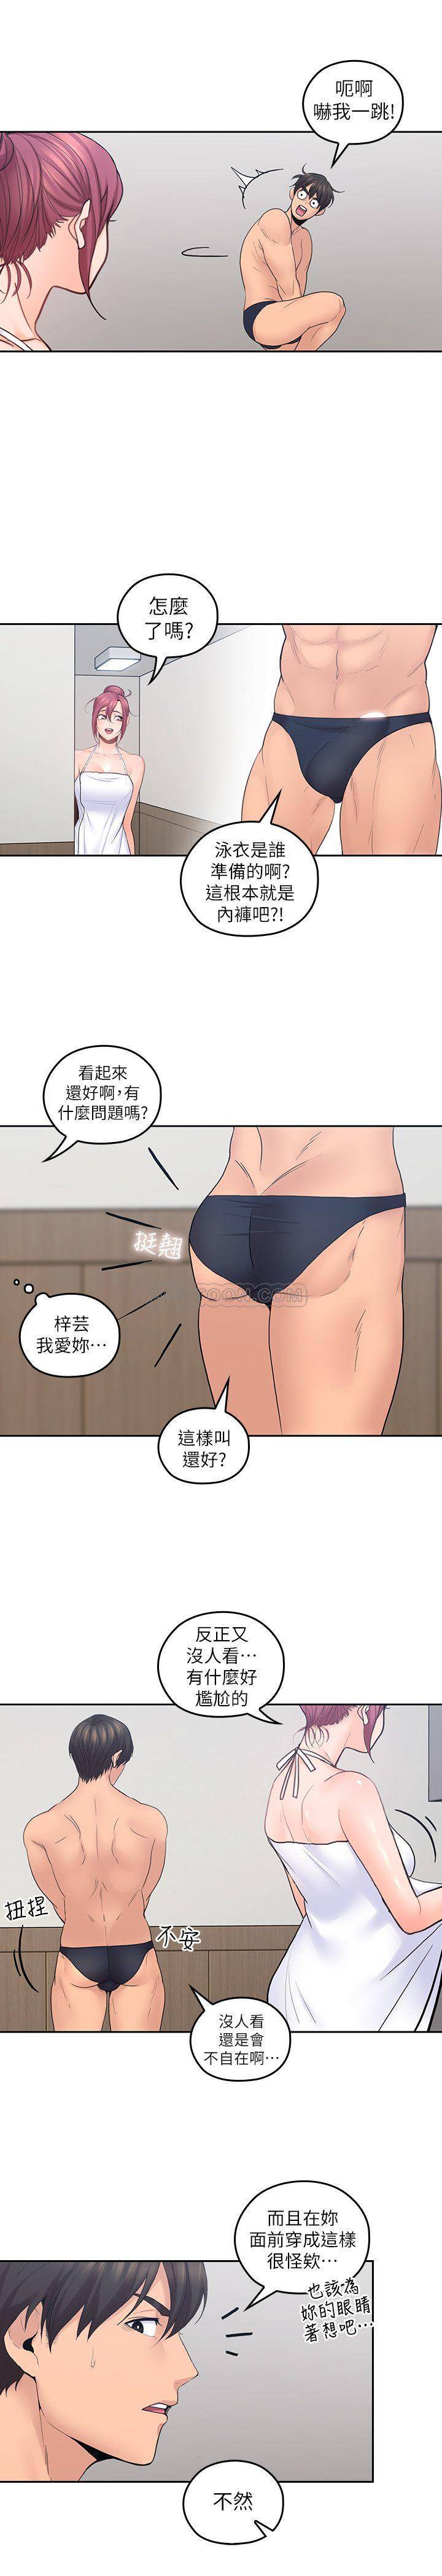 呃啊
嚇我一跳!
怎麼
了嗎?
泳衣是誰
準備的啊?
這根本就是
內褲吧?!
看起來
還好啊，有
什麼問題嗎?
挺翹
梓芸
我愛妳⋯
這樣叫
還好?
反正又
沒人看⋯
有什麼好
尷尬的
扭捏
不安
沒人看
還是會
不自在啊⋯
而且在妳
面前穿成這樣
很怪欸⋯
也該為
妳的眼睛
著想吧⋯
不然